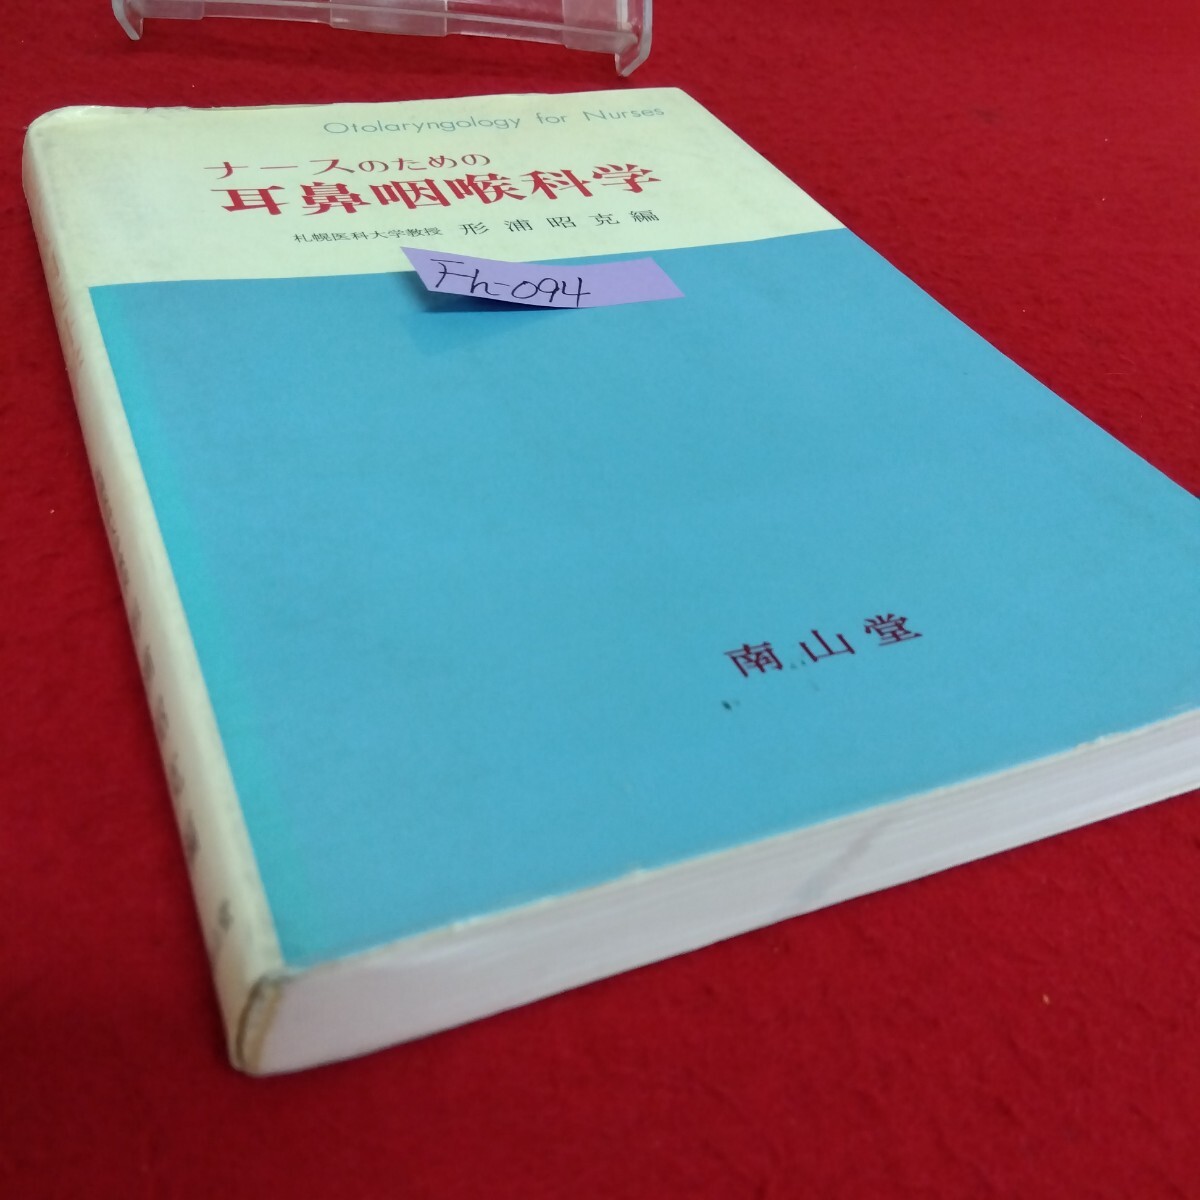 Otolaryngology for Nurses
ナースのための
耳鼻咽喉科学
札幌医科大学教授 形浦昭克編
Fh-094
南山堂